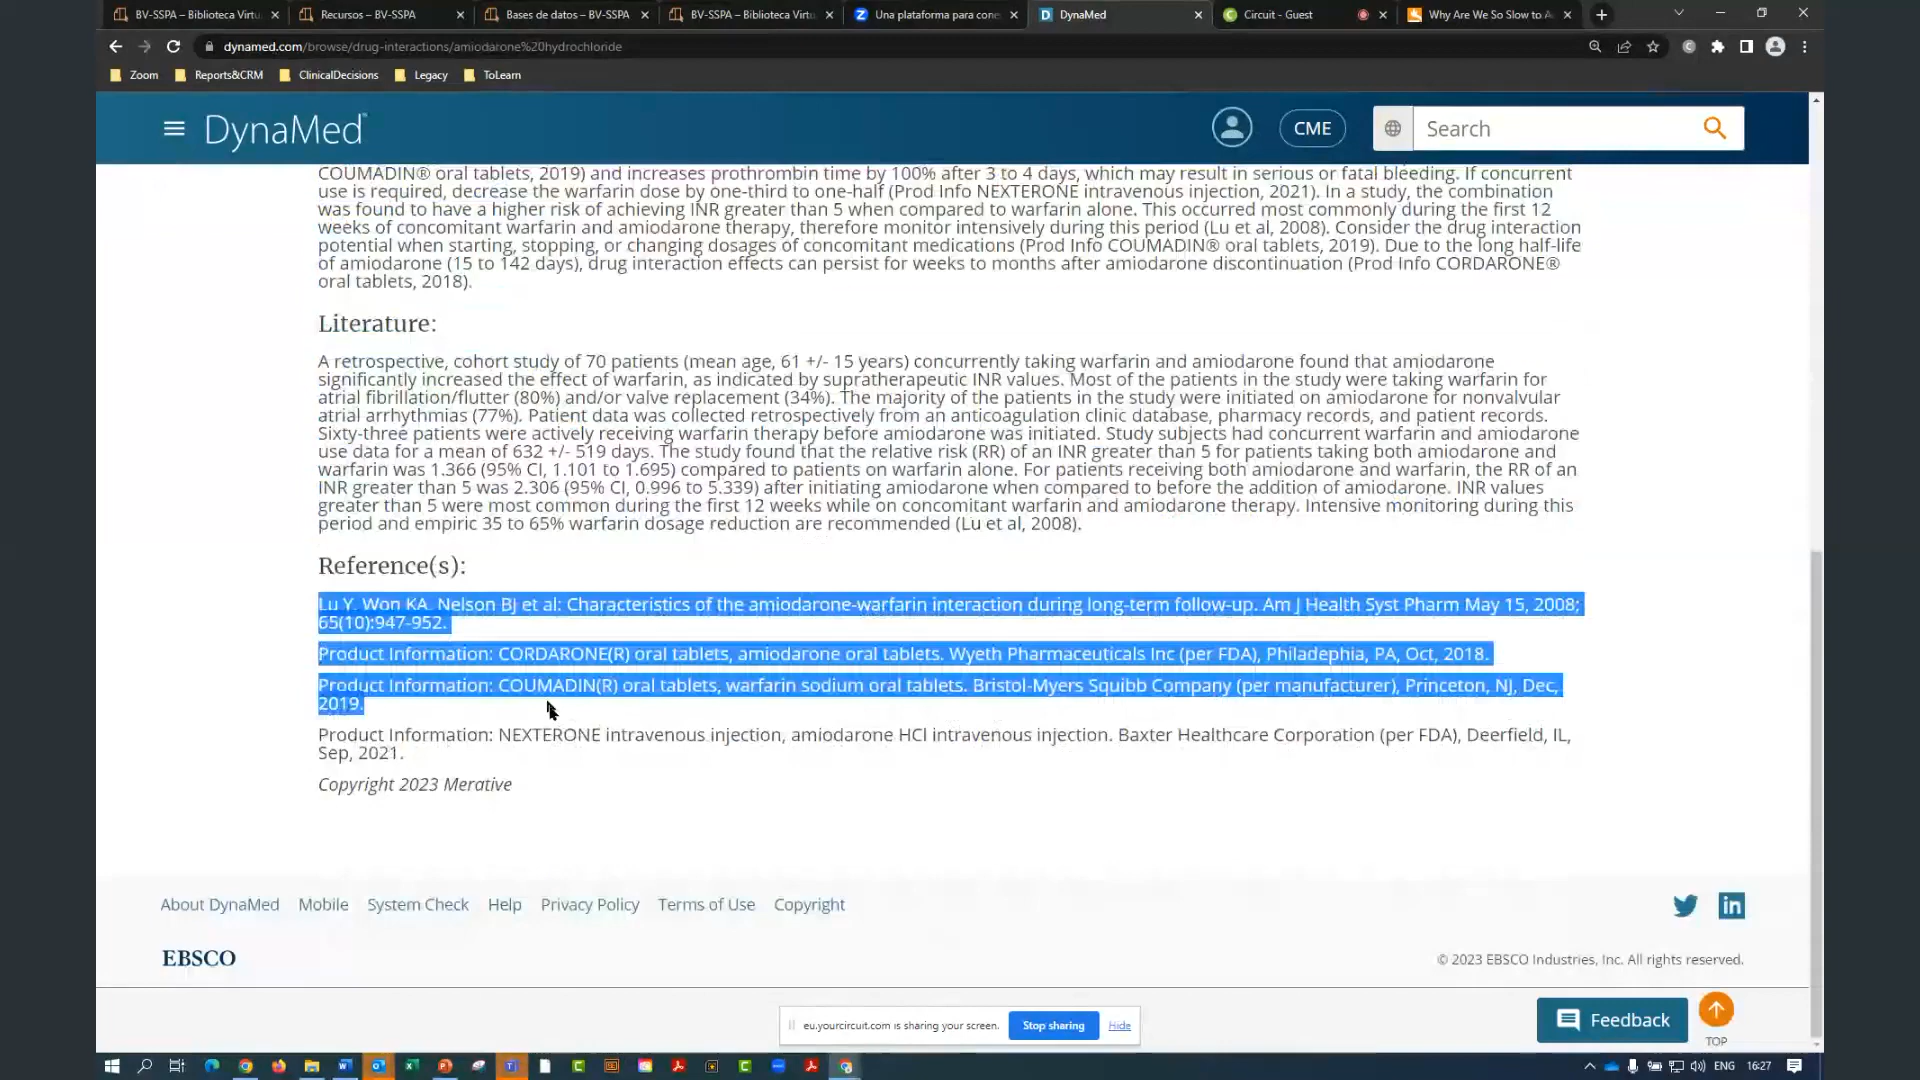 BV-SSPA – Biblioteca Virtu
Recursos – BV-SSPA
Bases de datos – BV-SSPA
BV-SSPA – Biblioteca Virtu
Una plataforma para cone
DynaMed
Circuit - Guest
Why Are We So Slow to A
dynamed.com/browse/drug-interactions/amiodarone%20hydrochloride
Zoom
Reports&CRM
ClinicalDecisions
Legacy
ToLearn
DynaMed
CME
Search
COUMADIN® oral tablets, 2019) and increases prothrombin time by 100% after 3 to 4 days, which may result in serious or fatal bleeding. If concurrent
use is required, decrease the warfarin dose by one-third to one-half (Prod Info NEXTERONE intravenous injection, 2021). In a study, the combination
was found to have a higher risk of achieving INR greater than 5 when compared to warfarin alone. This occurred most commonly during the first 12
weeks of concomitant warfarin and amiodarone therapy, therefore monitor intensively during this period (Lu et al, 2008). Consider the drug interaction
potential when starting, stopping, or changing dosages of concomitant medications (Prod Info COUMADIN® oral tablets, 2019). Due to the long half-life
of amiodarone (15 to 142 days), drug interaction effects can persist for weeks to months after amiodarone discontinuation (Prod Info CORDARONE®
oral tablets, 2018).
Literature:
A retrospective, cohort study of 70 patients (mean age, 61 +/- 15 years) concurrently taking warfarin and amiodarone found that amiodarone
significantly increased the effect of warfarin, as indicated by supratherapeutic INR values. Most of the patients in the study were taking warfarin for
atrial fibrillation/flutter (80%) and/or valve replacement (34%). The majority of the patients in the study were initiated on amiodarone for nonvalvular
atrial arrhythmias (77%). Patient data was collected retrospectively from an anticoagulation clinic database, pharmacy records, and patient records.
Sixty-three patients were actively receiving warfarin therapy before amiodarone was initiated. Study subjects had concurrent warfarin and amiodarone
use data for a mean of 632 +/- 519 days. The study found that the relative risk (RR) of an INR greater than 5 for patients taking both amiodarone and
warfarin was 1.366 (95% CI, 1.101 to 1.695) compared to patients on warfarin alone. For patients receiving both amiodarone and warfarin, the RR of an
INR greater than 5 was 2.306 (95% CI, 0.996 to 5.339) after initiating amiodarone when compared to before the addition of amiodarone. INR values
greater than 5 were most common during the first 12 weeks while on concomitant warfarin and amiodarone therapy. Intensive monitoring during this
period and empiric 35 to 65% warfarin dosage reduction are recommended (Lu et al, 2008).
Reference(s):
Lu Y, Won KA, Nelson BJ et al: Characteristics of the amiodarone-warfarin interaction during long-term follow-up. Am J Health Syst Pharm May 15, 2008;
65(10):947-952.
Product Information: CORDARONE(R) oral tablets, amiodarone oral tablets. Wyeth Pharmaceuticals Inc (per FDA), Philadephia, PA, Oct, 2018.
Product Information: COUMADIN(R) oral tablets, warfarin sodium oral tablets. Bristol-Myers Squibb Company (per manufacturer), Princeton, NJ, Dec,
2019.
Product Information: NEXTERONE intravenous injection, amiodarone HCl intravenous injection. Baxter Healthcare Corporation (per FDA), Deerfield, IL,
Sep, 2021.
Copyright 2023 Merative
About DynaMed
Mobile
System Check
Help
Privacy Policy
Terms of Use
Copyright
EBSCO
© 2023 EBSCO Industries, Inc. All rights reserved.
eu.yourcircuit.com is sharing your screen.
Stop sharing
Hide
Feedback
TOP
ENG
16:27